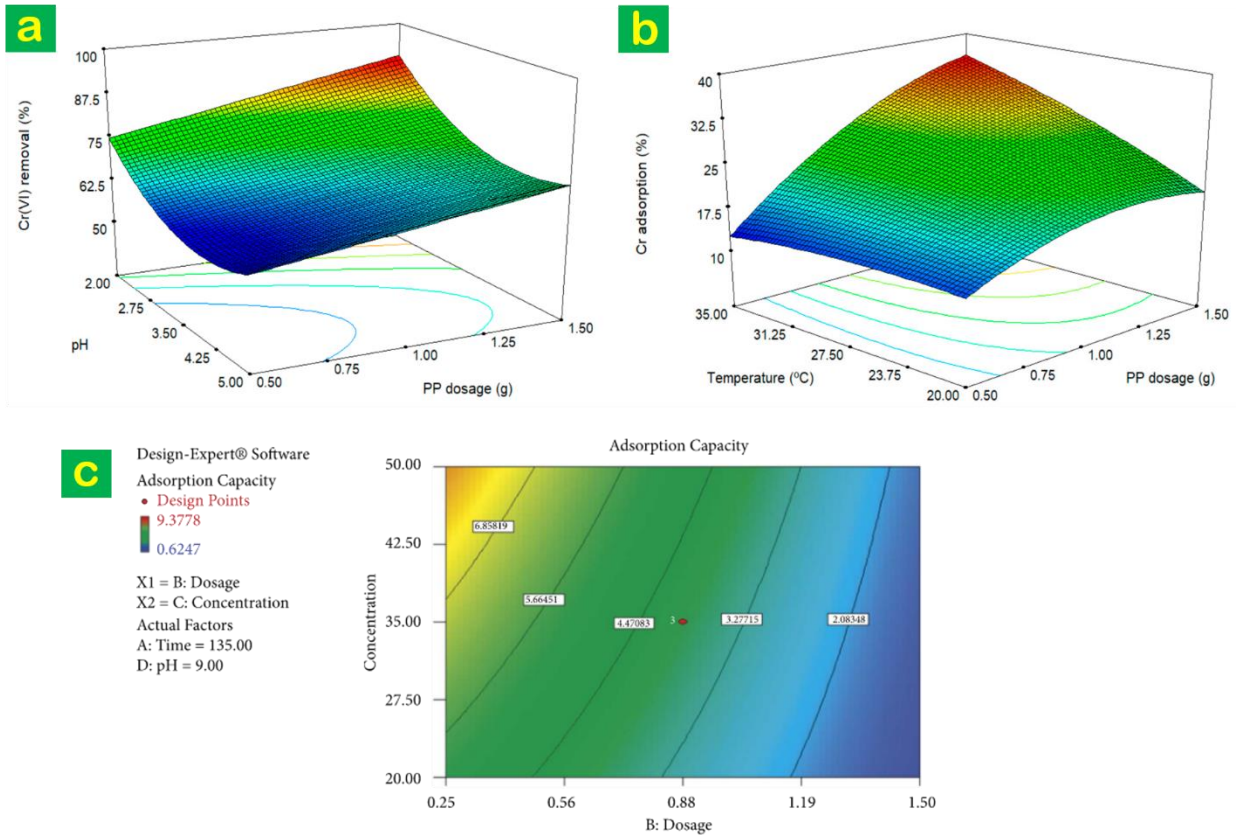 a
Cr(VI) removal (%)
100
87.5
75
62.5
50
2.00
2.75
3.50
4.25
5.00
pH
0.50
0.75
1.00
1.25
1.50
PP dosage (g)
b
Cr adsorption (%)
40
32.5
25
17.5
10
35.00
31.25
27.50
23.75
20.00
Temperature (°C)
0.50
0.75
1.00
1.25
1.50
PP dosage (g)
c
Design-Expert® Software
Adsorption Capacity
Design Points
9.3778
0.6247
X1 = B: Dosage
X2 = C: Concentration
Actual Factors
A: Time = 135.00
D: pH = 9.00
Adsorption Capacity
Concentration
50.00
42.50
35.00
27.50
20.00
6.85819
5.66451
4.47083
3
3.27715
2.08348
0.25
0.56
0.88
1.19
1.50
B: Dosage